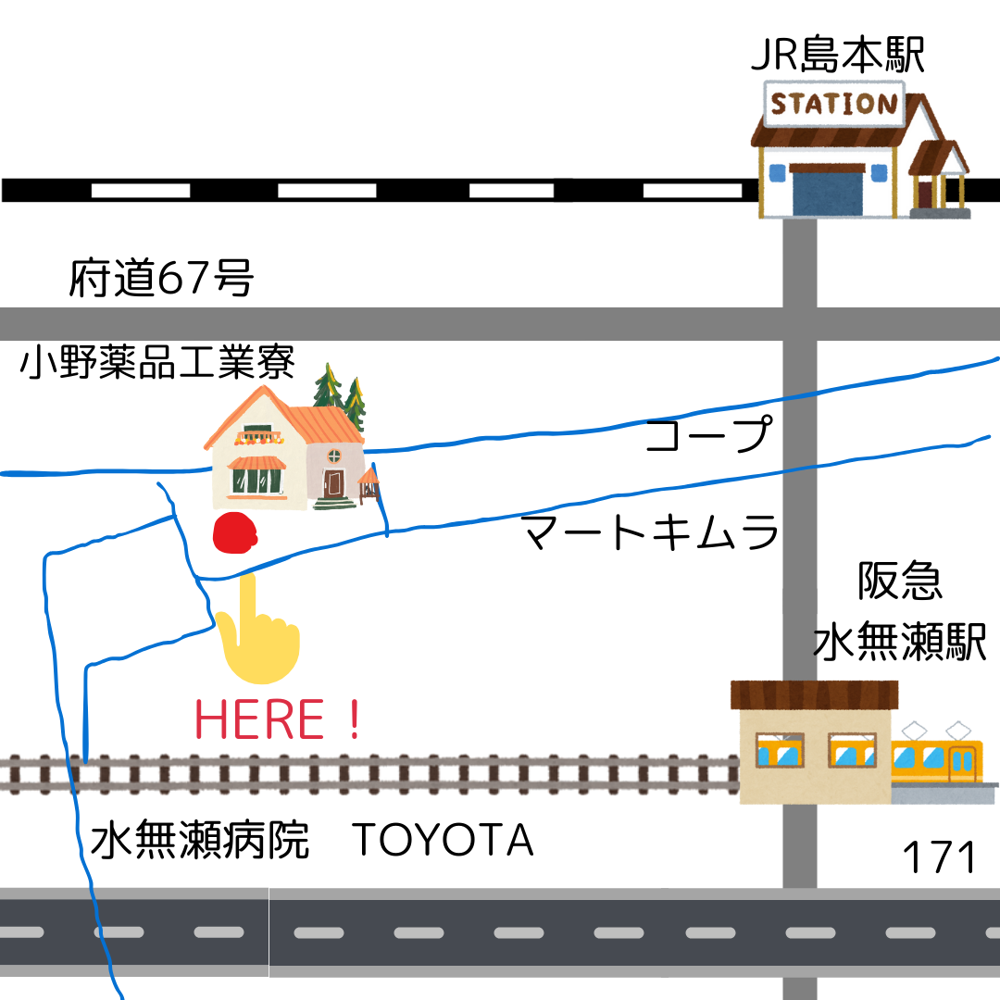 JR島本駅
STATION
府道67号
小野薬品工業寮
コープ
マートキムラ
阪急
水無瀬駅
HERE！
水無瀬病院　TOYOTA
171